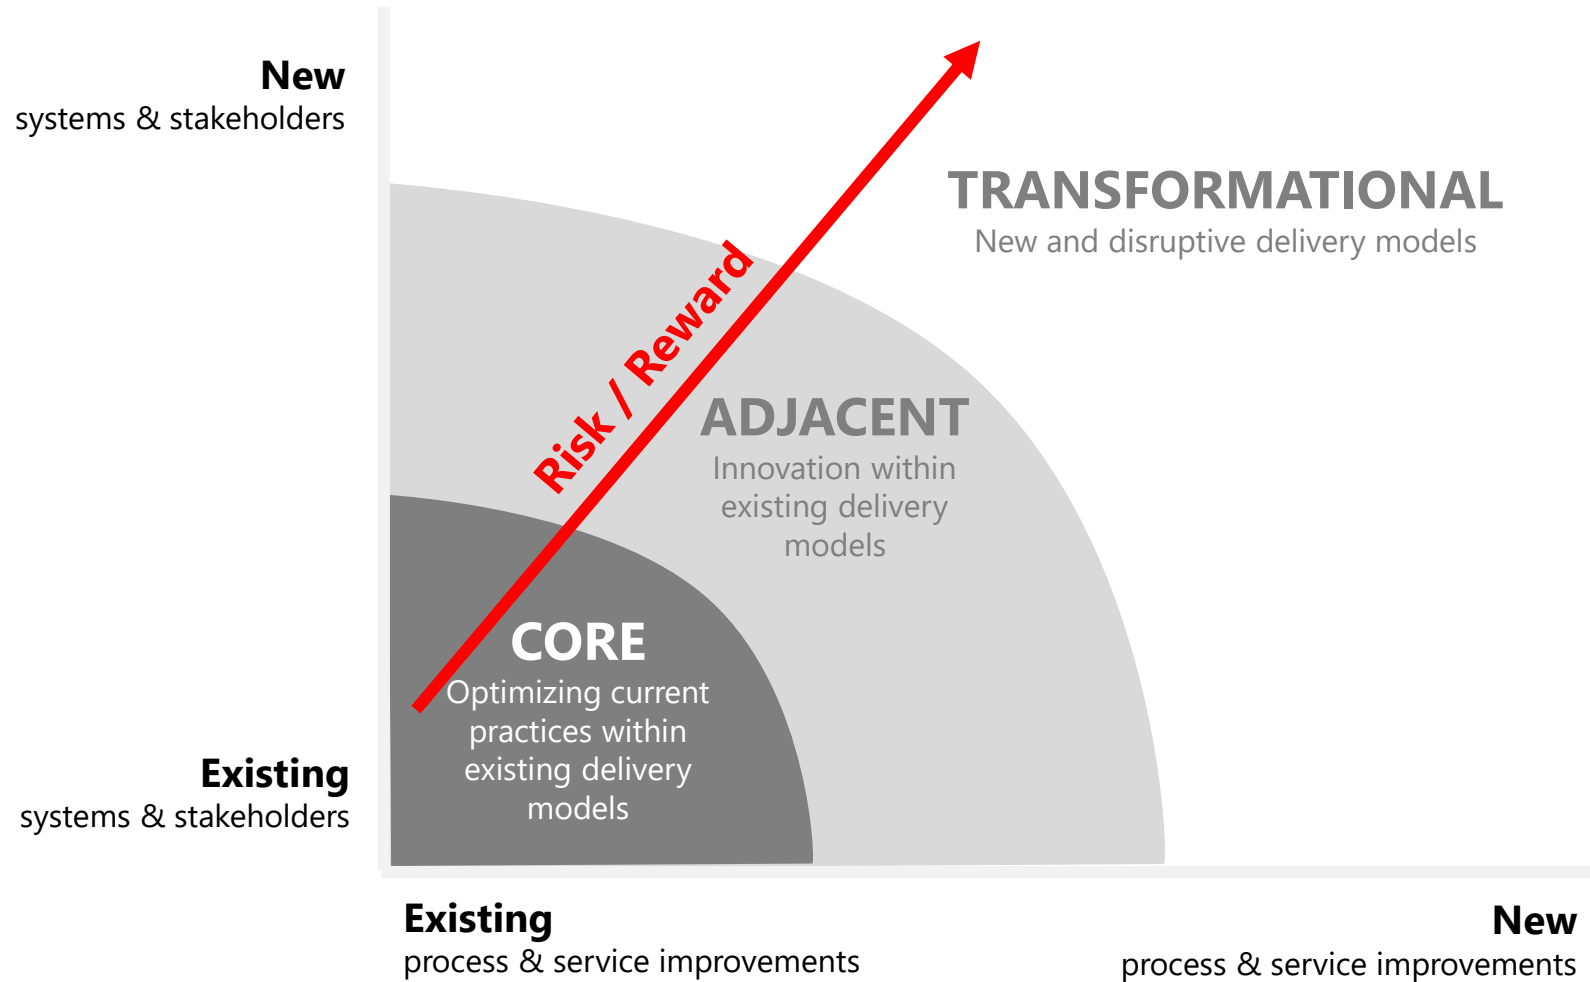 New
systems & stakeholders
TRANSFORMATIONAL
New and disruptive delivery models
Risk / Reward
ADJACENT
Innovation within
existing delivery
models
CORE
Optimizing current
practices within
existing delivery
models
Existing
systems & stakeholders
Existing
process & service improvements
New
process & service improvements